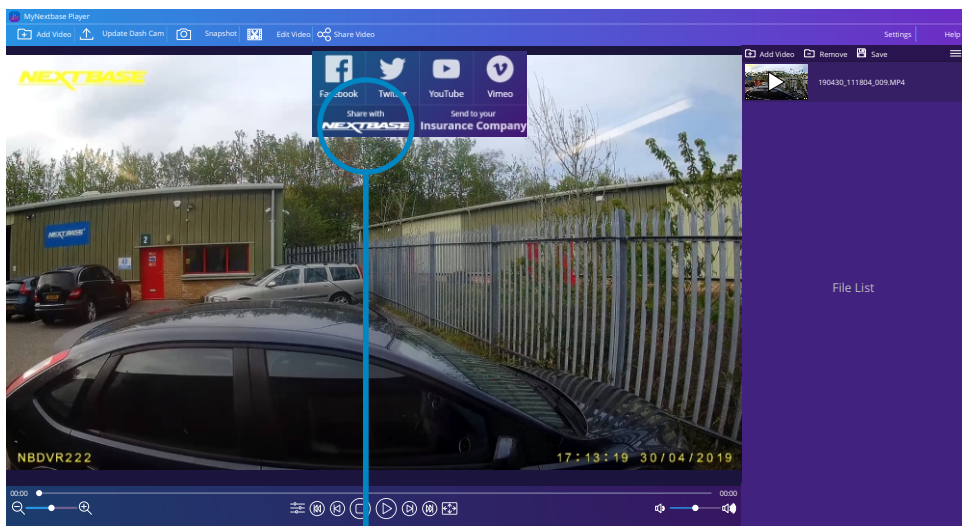 MyNextbase Player
Add Video Update Dash Cam Snapshot Edit Video Share Video Settings Help
Add Video Remove Save
190430_111804_009.MP4
Facebook Twitter YouTube Vimeo
Share with
NEXTBASE
Send to your
Insurance Company
NEXTBASE
NEXTBASE
2
File List
NBDVR222
17:13:19 30/04/2019
00:00 00:00